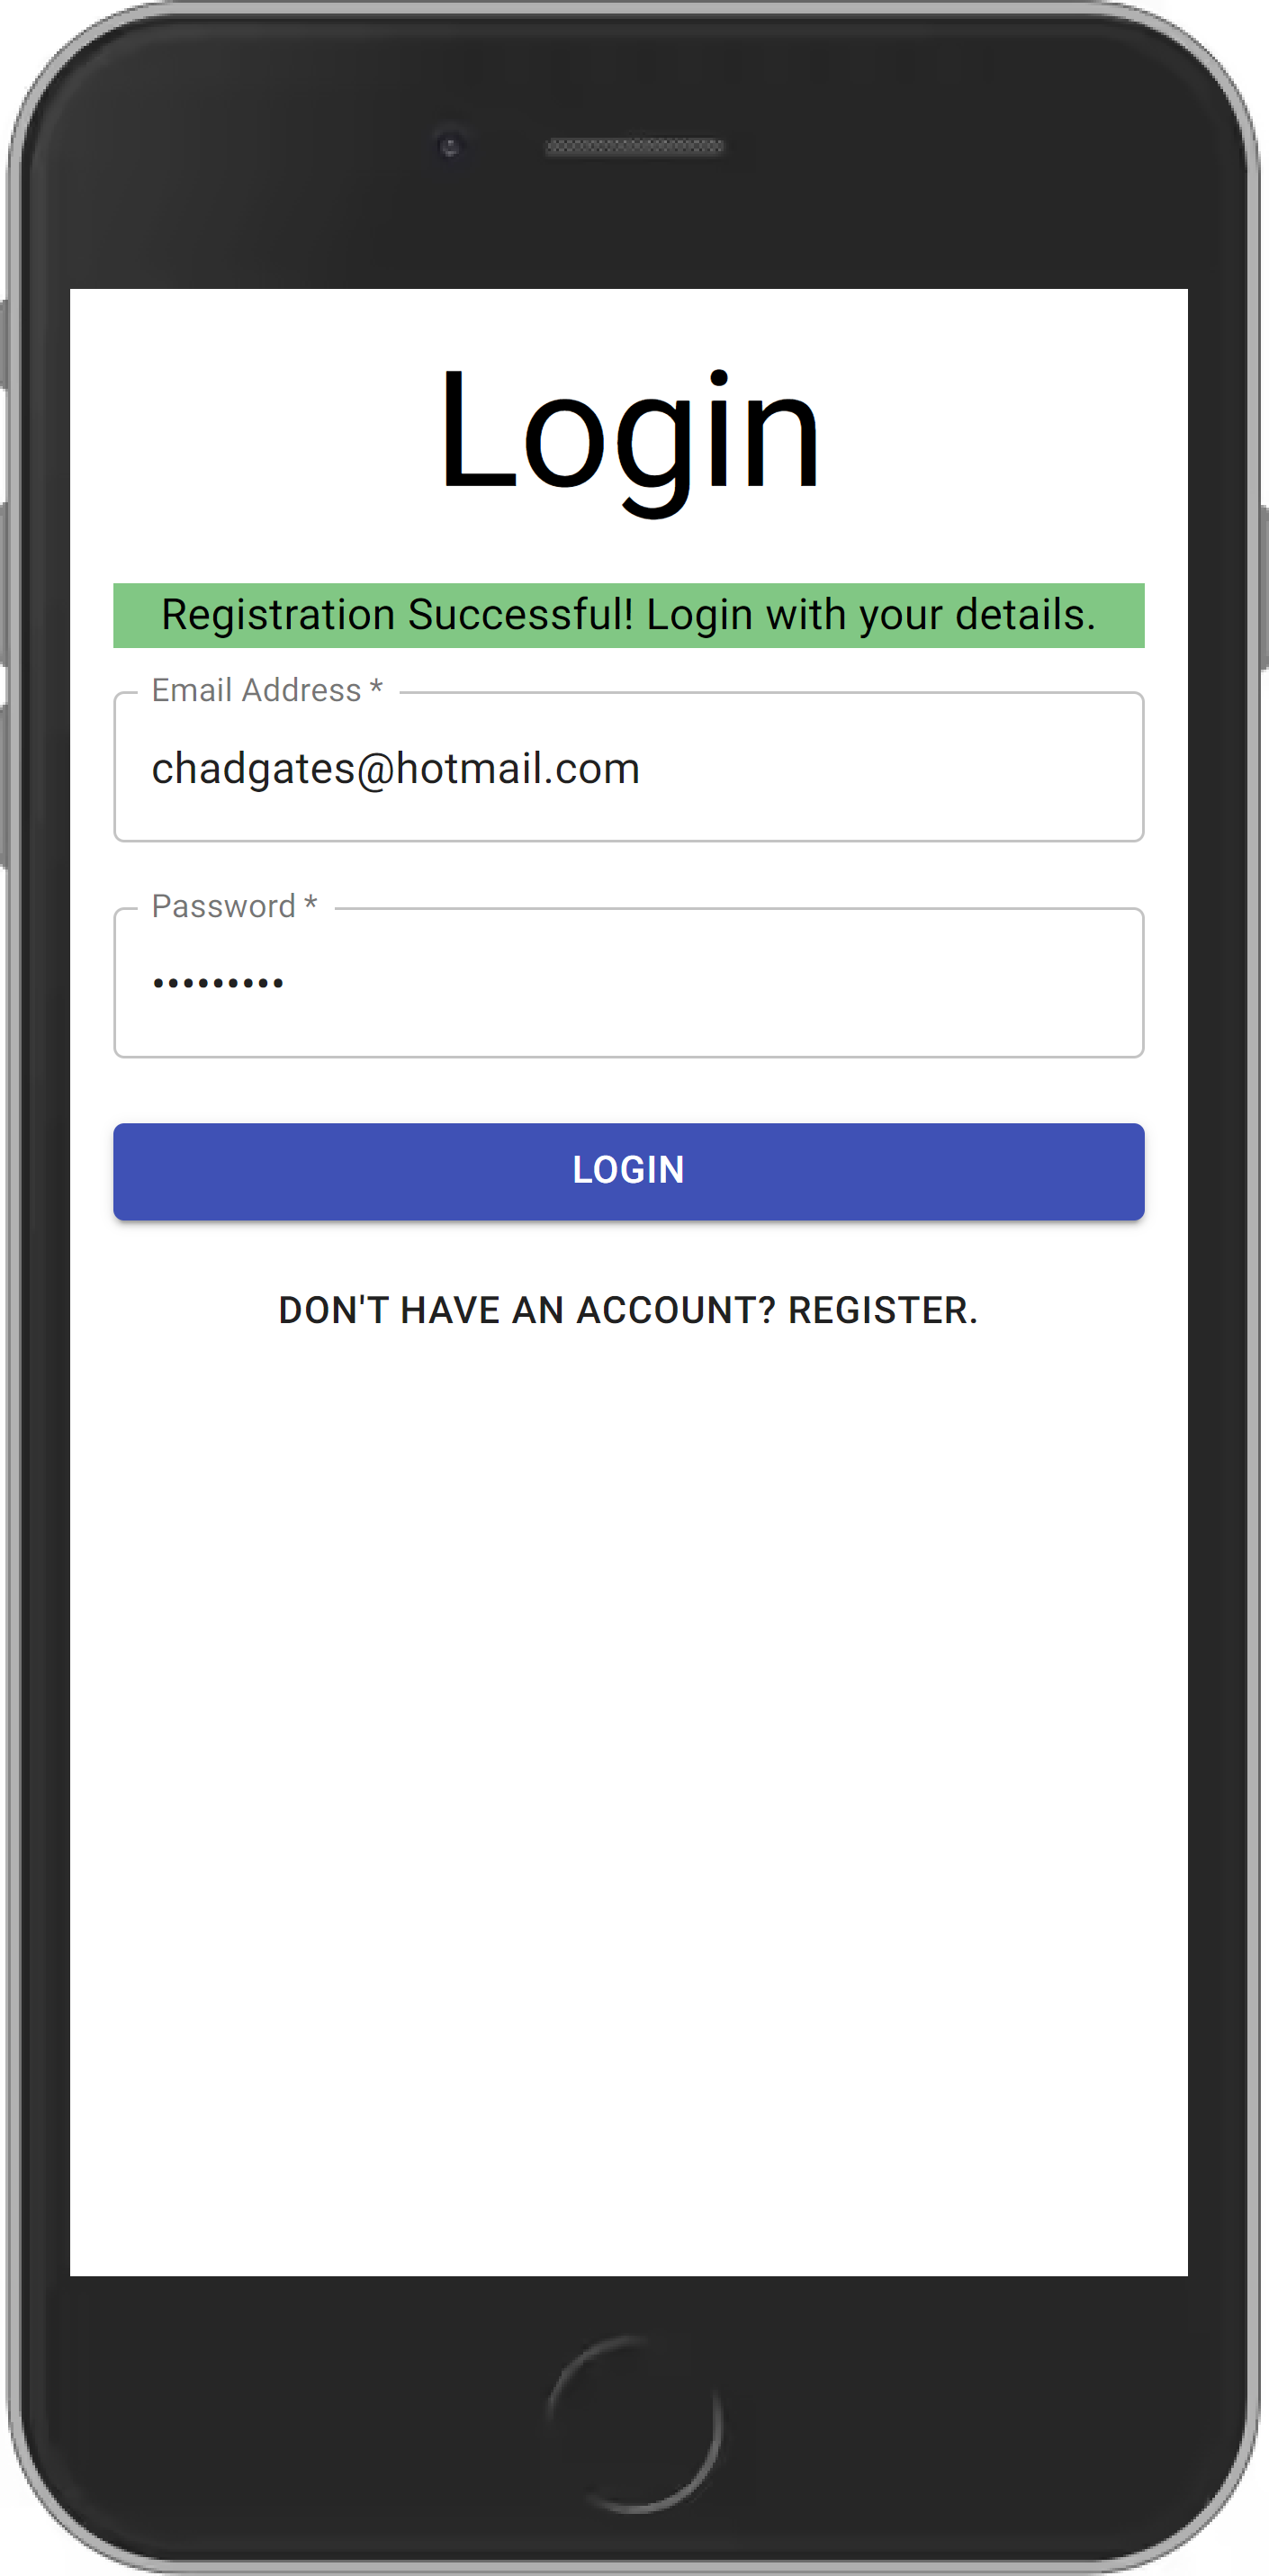 Login
Registration Successful! Login with your details.
Email Address *
chadgates@hotmail.com
Password *
•••••••••
LOGIN
DON'T HAVE AN ACCOUNT? REGISTER.